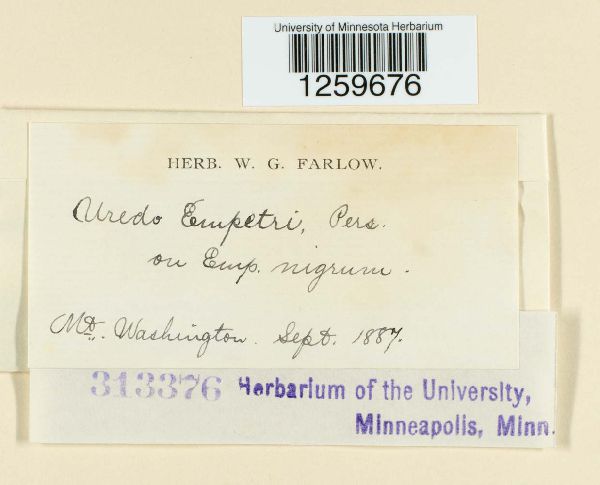 University of Minnesota Herbarium
1259676
HERB. W. G. FARLOW.
Uredo Empetri, Pers.
on Emp. nigrum.
Mt. Washington. Sept. 1887.
313376 Herbarium of the University,
Minneapolis, Minn.